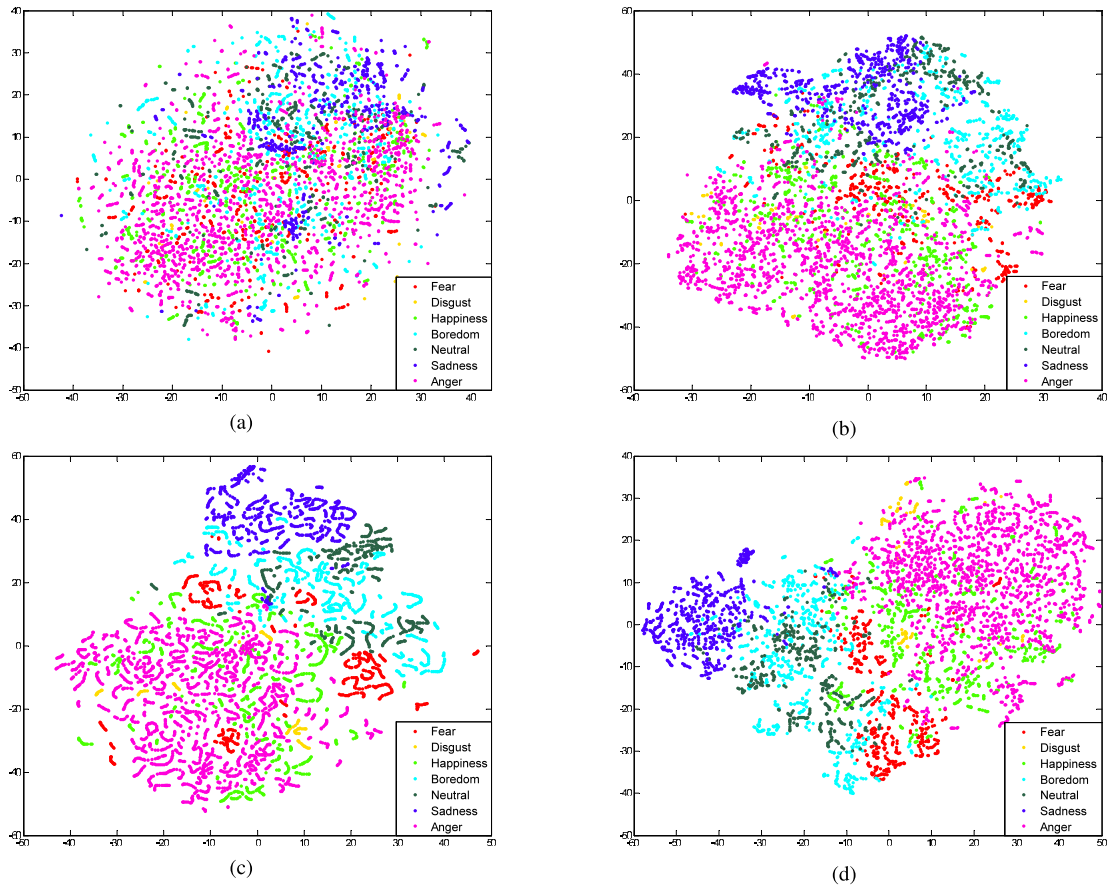 40
30
20
10
0
-10
-20
-30
-40
-50
Fear
Disgust
Happiness
Boredom
Neutral
Sadness
Anger
-50 -40 -30 -20 -10 0 10 20 30 40
(a)
60
40
20
0
-20
-40
-60
Fear
Disgust
Happiness
Boredom
Neutral
Sadness
Anger
-40 -30 -20 -10 0 10 20 30 40
(b)
60
40
20
0
-20
-40
-60
Fear
Disgust
Happiness
Boredom
Neutral
Sadness
Anger
-50 -40 -30 -20 -10 0 10 20 30 40 50
(c)
40
30
20
10
0
-10
-20
-30
-40
-50
Fear
Disgust
Happiness
Boredom
Neutral
Sadness
Anger
-60 -50 -40 -30 -20 -10 0 10 20 30 40 50
(d)